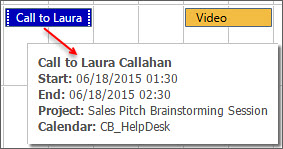 Call to Laura
Video
Call to Laura Callahan
Start: 06/18/2015 01:30
End: 06/18/2015 02:30
Project: Sales Pitch Brainstorming Session
Calendar: CB_HelpDesk